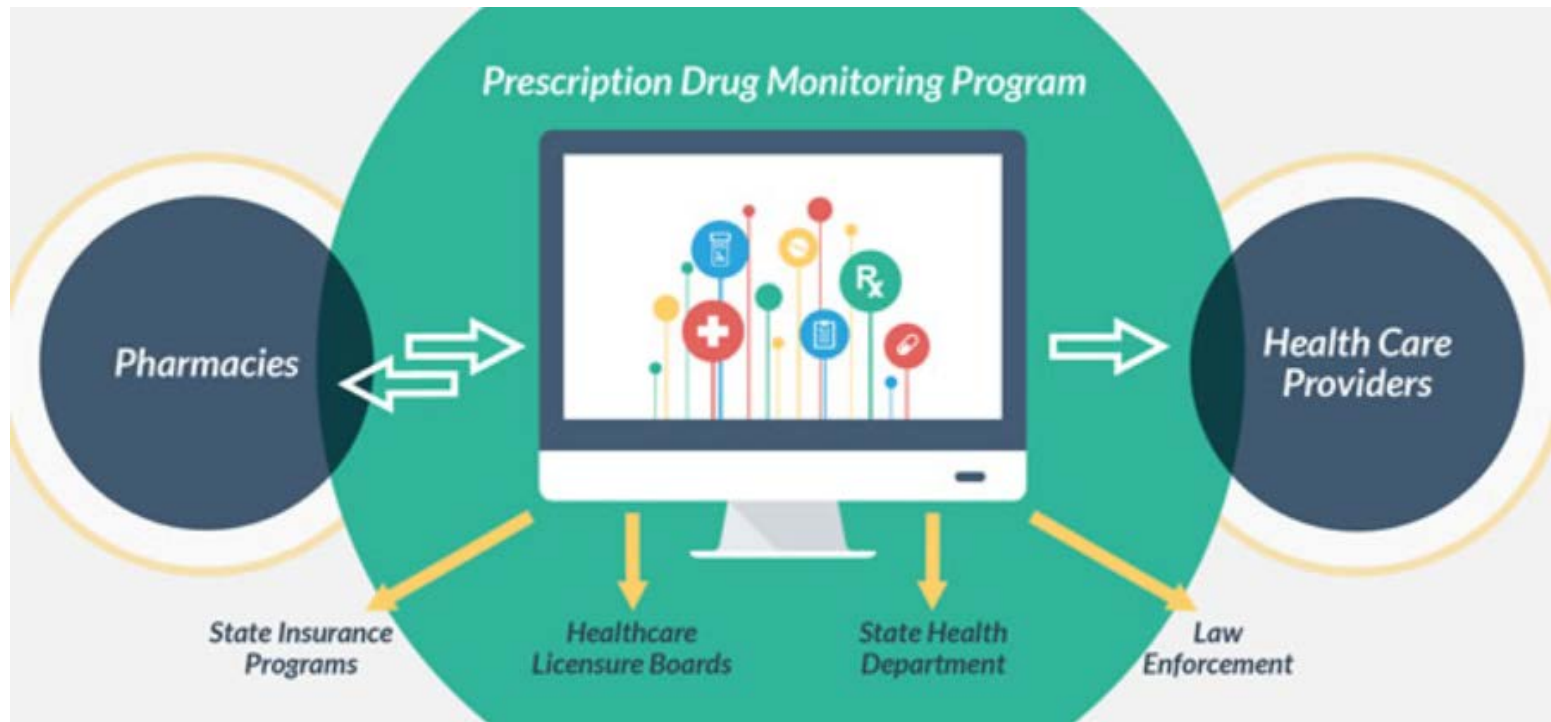 Prescription Drug Monitoring Program
Pharmacies
Rx
Health Care
Providers
State Insurance
Programs
Healthcare
Licensure Boards
State Health
Department
Law
Enforcement